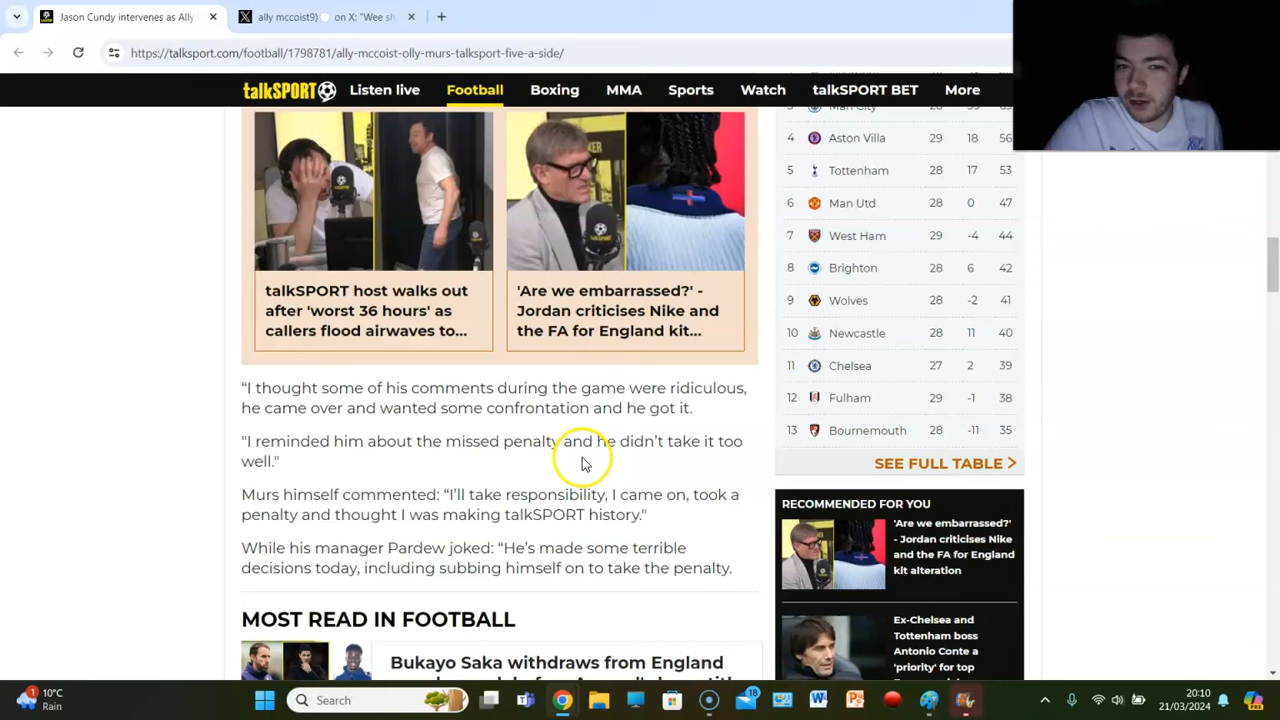 Jason Cundy intervenes as Ally
ally mccoist9) on X: "Wee sh
https://talksport.com/football/1798781/ally-mccoist-olly-murs-talksport-five-a-side/
talkSPORT Listen live Football Boxing MMA Sports Watch talkSPORT BET More
talkSPORT host walks out
after 'worst 36 hours' as
callers flood airwaves to...
'Are we embarrassed?' -
Jordan criticises Nike and
the FA for England kit...
“I thought some of his comments during the game were ridiculous,
he came over and wanted some confrontation and he got it.
"I reminded him about the missed penalty and he didn’t take it too
well."
Murs himself commented: “I’ll take responsibility, I came on, took a
penalty and thought I was making talkSPORT history."
While his manager Pardew joked: “He’s made some terrible
decisions today, including subbing himself on to take the penalty.
MOST READ IN FOOTBALL
Bukayo Saka withdraws from England
Man City
4 Aston Villa 29 18 56
5 Tottenham 28 17 53
6 Man Utd 28 0 47
7 West Ham 29 -4 44
8 Brighton 28 6 42
9 Wolves 28 -2 41
10 Newcastle 28 11 40
11 Chelsea 27 2 39
12 Fulham 29 -1 38
13 Bournemouth 28 -11 35
SEE FULL TABLE
RECOMMENDED FOR YOU
'Are we embarrassed?'
- Jordan criticises Nike
and the FA for England
kit alteration
Ex-Chelsea and
Tottenham boss
Antonio Conte a
'priority' for top
1
10°C
Rain
Search
18
20:10
21/03/2024